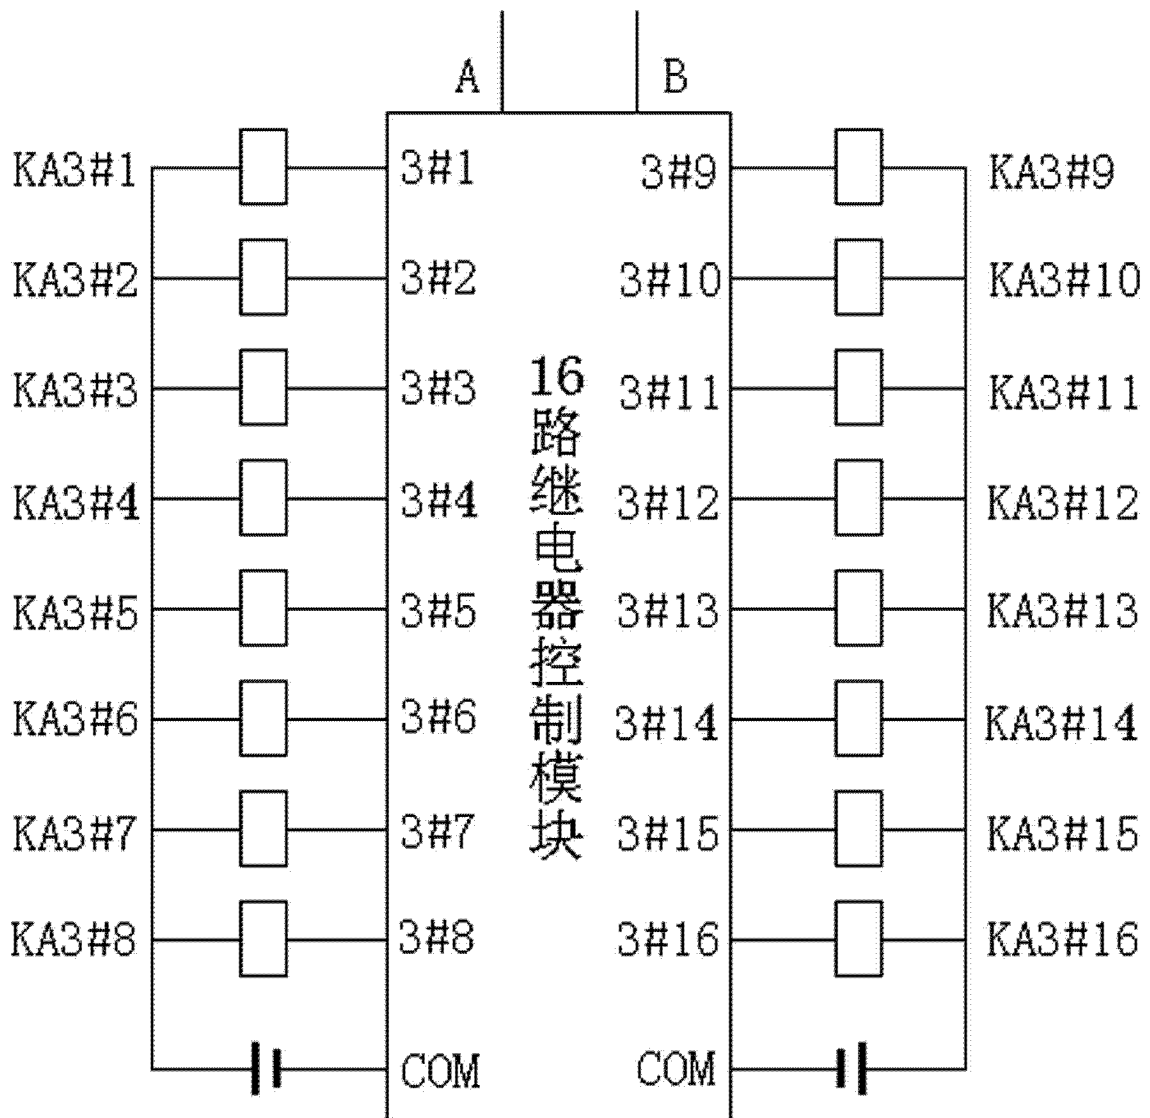 A B
KA3#1 3#1 3#9 KA3#9
KA3#2 3#2 3#10 KA3#10
KA3#3 3#3 3#11 KA3#11
KA3#4 3#4 3#12 KA3#12
KA3#5 3#5 3#13 KA3#13
KA3#6 3#6 3#14 KA3#14
KA3#7 3#7 3#15 KA3#15
KA3#8 3#8 3#16 KA3#16
COM COM
16路继电器控制模块